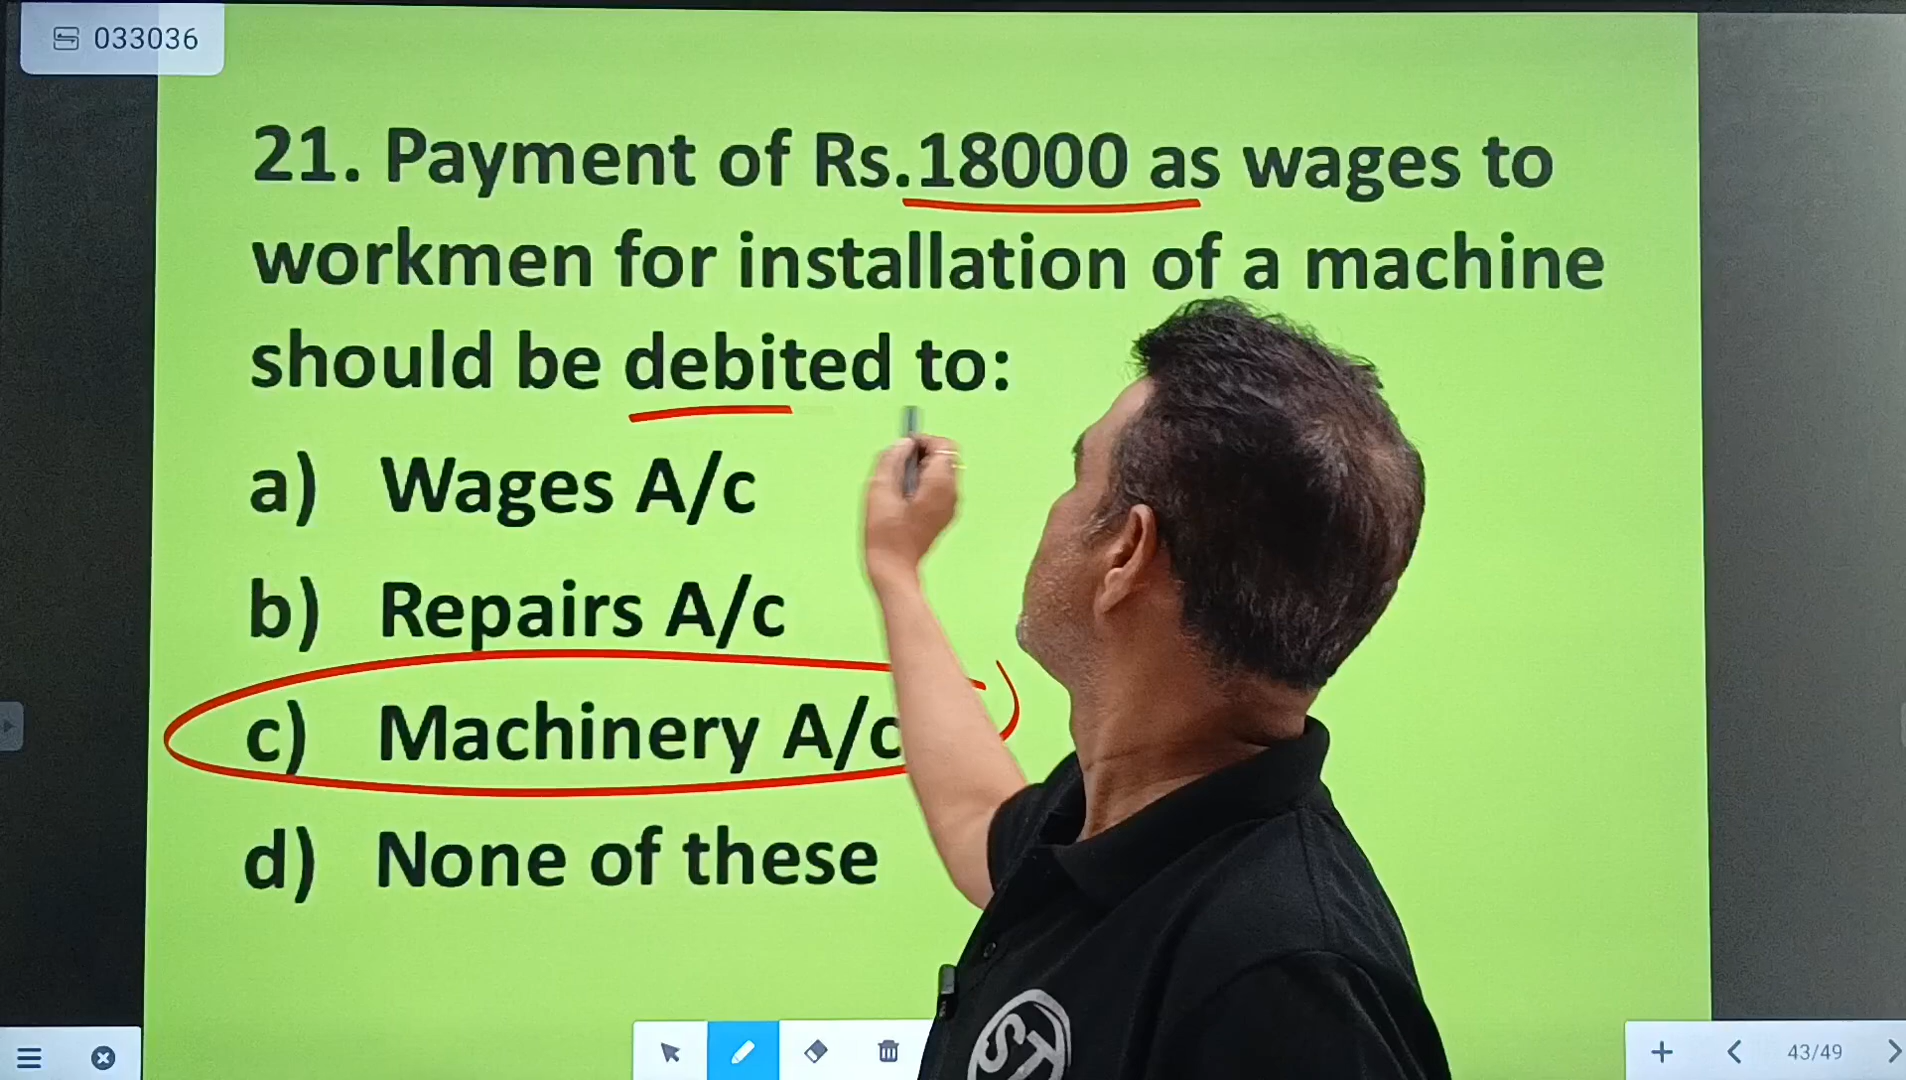 033036
21. Payment of Rs.18000 as wages to
workmen for installation of a machine
should be debited to:
a) Wages A/c
b) Repairs A/c
c) Machinery A/c
d) None of these
ST
43/49